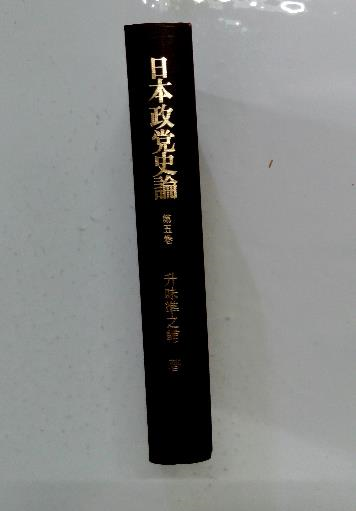 日本政党史論
第五巻
升味準之輔 著